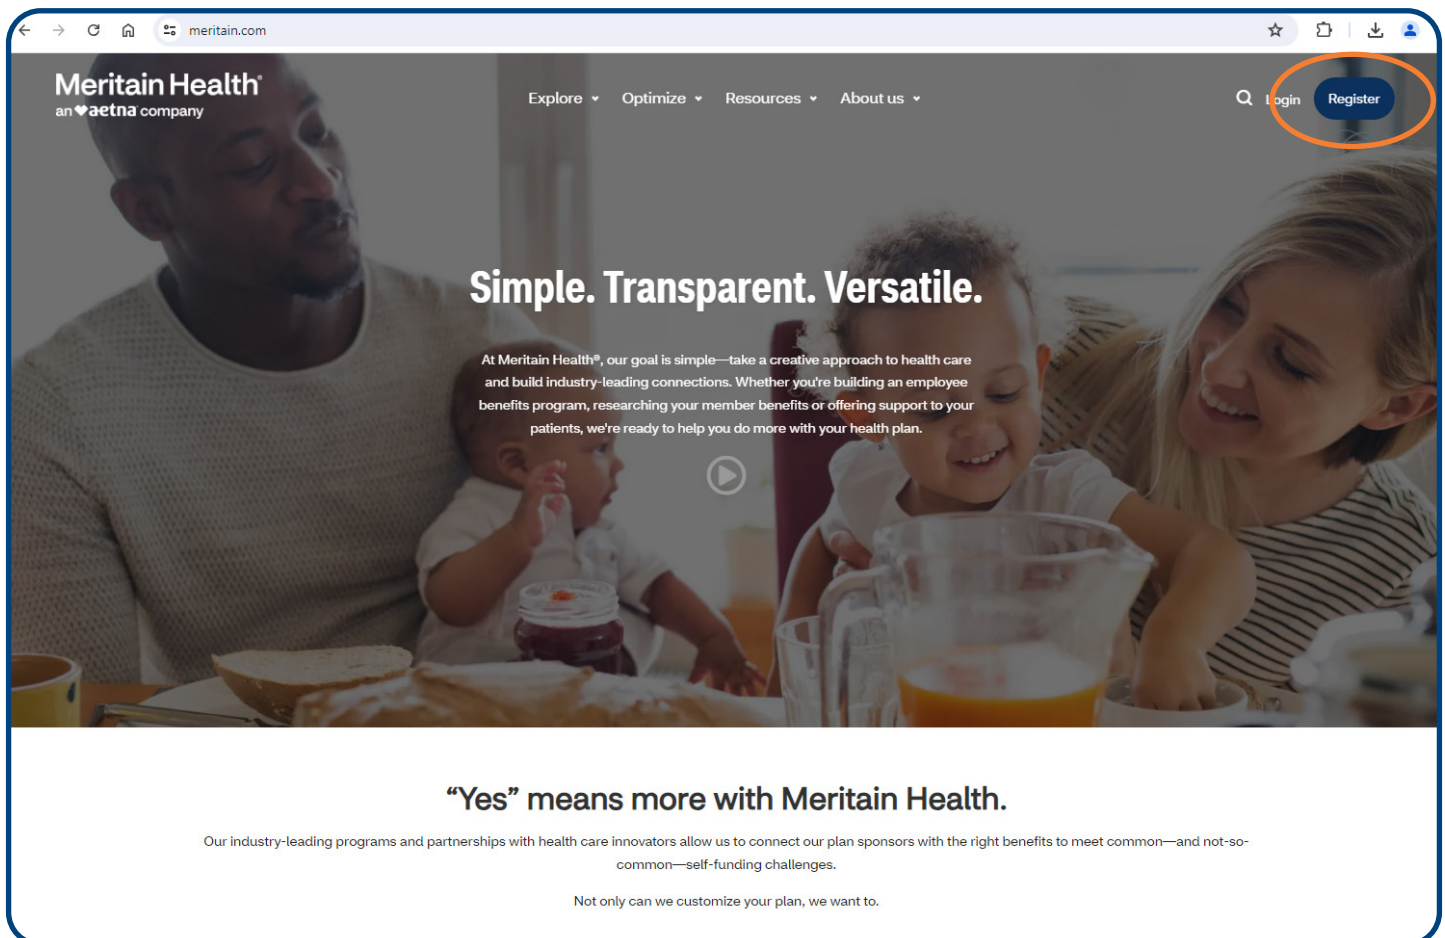 meritain.com
Meritain Health®
an aetna company
Explore
Optimize
Resources
About us
Login
Register
Simple. Transparent. Versatile.
At Meritain Health®, our goal is simple—take a creative approach to health care
and build industry-leading connections. Whether you're building an employee
benefits program, researching your member benefits or offering support to your
patients, we're ready to help you do more with your health plan.
“Yes” means more with Meritain Health.
Our industry-leading programs and partnerships with health care innovators allow us to connect our plan sponsors with the right benefits to meet common—and not-so-
common—self-funding challenges.
Not only can we customize your plan, we want to.